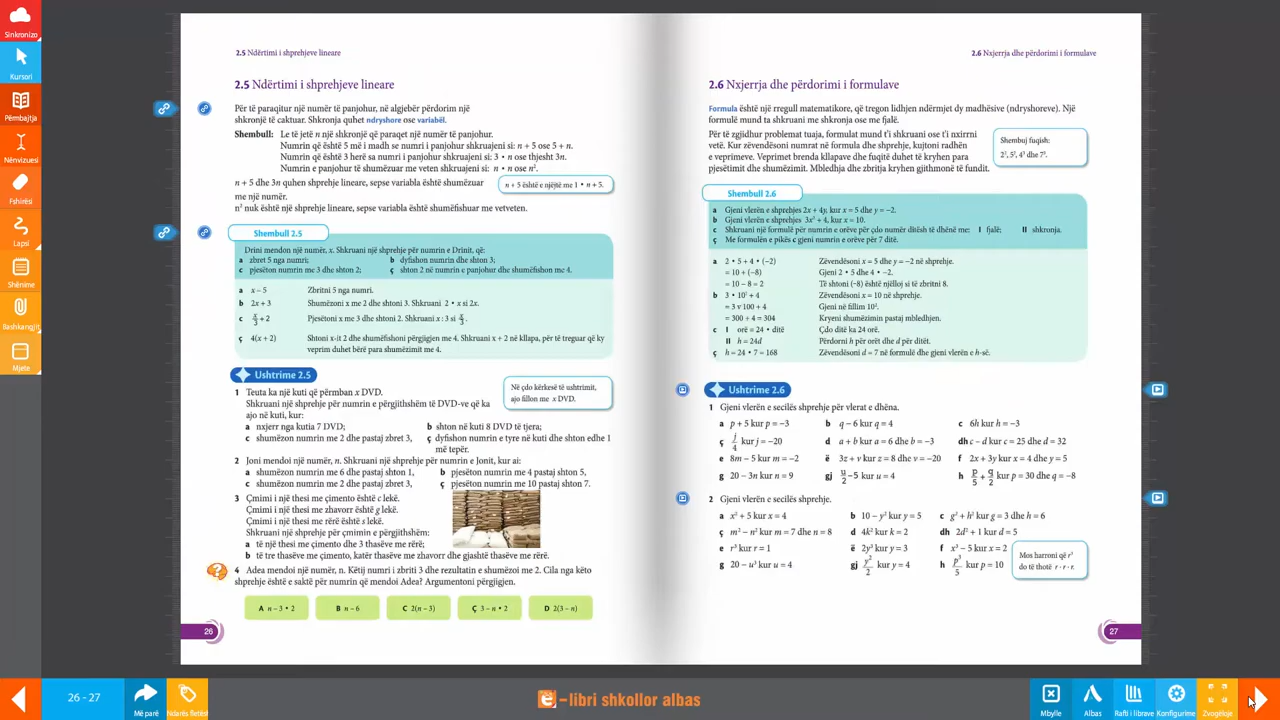 Sinkronizo
Kursori
Përmbajtja
Nënvizuesi
Fshirësi
Lapsi
Shënime
Bashkangjit
Mjete
2.5 Ndërtimi i shprehjeve lineare
2.5 Ndërtimi i shprehjeve lineare
Për të paraqitur një numër të panjohur, në algjebër përdorim një
shkronjë të caktuar. Shkronja quhet ndryshore ose variabël.
Shembull: Le të jetë n një shkronjë që paraqet një numër të panjohur.
Numrin që është 5 më i madh se numri i panjohur shkruajeni si: n + 5 ose 5 + n.
Numrin që është 3 herë sa numri i panjohur shkruajeni si: 3 • n ose thjesht 3n.
Numrin e panjohur të shumëzuar me veten shkruajeni si: n • n ose n².
n + 5 dhe 3n quhen shprehje lineare, sepse variabla është shumëzuar
me një numër.
n + 5 është e njëjtë me 1 • n + 5.
n² nuk është një shprehje lineare, sepse variabla është shumëfishuar me vetveten.
Shembull 2.5
Drini mendon një numër, x. Shkruani një shprehje për numrin e Drinit, që:
a zbret 5 nga numri; b dyfishon numrin dhe shton 3;
c pjesëton numrin me 3 dhe shton 2; ç shton 2 në numrin e panjohur dhe shumëfishon me 4.
a x – 5 Zbritni 5 nga numri.
b 2x + 3 Shumëzoni x me 2 dhe shtoni 3. Shkruani 2 • x si 2x.
c x/3 + 2 Pjesëtoni x me 3 dhe shtoni 2. Shkruani x : 3 si x/3.
ç 4(x + 2) Shtoni x-it 2 dhe shumëfishoni përgjigjen me 4. Shkruani x + 2 në kllapa, për të treguar që ky
veprim duhet bërë para shumëzimit me 4.
Ushtrime 2.5
1 Teuta ka një kuti që përmban x DVD.
Shkruani një shprehje për numrin e përgjithshëm të DVD-ve që ka
ajo në kuti, kur:
Në çdo kërkesë të ushtrimit,
ajo fillon me x DVD.
a nxjerr nga kutia 7 DVD; b shton në kuti 8 DVD të tjera;
c shumëzon numrin me 2 dhe pastaj zbret 3, ç dyfishon numrin e tyre në kuti dhe shton edhe 1
më tepër.
2 Joni mendoi një numër, n. Shkruani një shprehje për numrin e Jonit, kur ai:
a shumëzon numrin me 6 dhe pastaj shton 1, b pjesëton numrin me 4 pastaj shton 5,
c shumëzon numrin me 2 dhe pastaj zbret 3, ç pjesëton numrin me 10 pastaj shton 7.
3 Çmimi i një thesi me çimento është c lekë.
Çmimi i një thesi me zhavorr është g lekë.
Çmimi i një thesi me rërë është s lekë.
Shkruani një shprehje për çmimin e përgjithshëm:
a të një thesi me çimento dhe 3 thasëve me rërë;
b të tre thasëve me çimento, katër thasëve me zhavorr dhe gjashtë thasëve me rërë.
4 Adea mendoi një numër, n. Këtij numri i zbriti 3 dhe rezultatin e shumëzoi me 2. Cila nga këto
shprehje është e saktë për numrin që mendoi Adea? Argumentoni përgjigjen.
A n – 3 • 2 B n – 6 C 2(n – 3) Ç 3 – n • 2 D 2(3 – n)
26
2.6 Nxjerrja dhe përdorimi i formulave
2.6 Nxjerrja dhe përdorimi i formulave
Formula është një rregull matematikore, që tregon lidhjen ndërmjet dy madhësive (ndryshoreve). Një
formulë mund ta shkruani me shkronja ose me fjalë.
Për të zgjidhur problemat tuaja, formulat mund t'i shkruani ose t'i nxirrni
vetë. Kur zëvendësoni numrat në formula dhe shprehje, kujtoni radhën
e veprimeve. Veprimet brenda kllapave dhe fuqitë duhet të kryhen para
pjesëtimit dhe shumëzimit. Mbledhja dhe zbritja kryhen gjithmonë të fundit.
Shembuj fuqish:
2², 5², 4³ dhe 7³.
Shembull 2.6
a Gjeni vlerën e shprehjes 2x + 4y, kur x = 5 dhe y = –2.
b Gjeni vlerën e shprehjes 3x² + 4, kur x = 10.
c Shkruani një formulë për numrin e orëve për çdo numër ditësh të dhënë me: I fjalë; II shkronja.
ç Me formulën e pikës c gjeni numrin e orëve për 7 ditë.
a 2 • 5 + 4 • (–2) Zëvendësoni x = 5 dhe y = –2 në shprehje.
= 10 + (–8) Gjeni 2 • 5 dhe 4 • –2.
= 10 – 8 = 2 Të shtoni (–8) është njëlloj si të zbritni 8.
b 3 • 10² + 4 Zëvendësoni x = 10 në shprehje.
= 3 v 100 + 4 Gjeni në fillim 10².
= 300 + 4 = 304 Kryeni shumëzimin pastaj mbledhjen.
c I orë = 24 • ditë Çdo ditë ka 24 orë.
II h = 24d Përdorni h për orët dhe d për ditët.
ç h = 24 • 7 = 168 Zëvendësoni d = 7 në formulë dhe gjeni vlerën e h-së.
Ushtrime 2.6
1 Gjeni vlerën e secilës shprehje për vlerat e dhëna.
a p + 5 kur p = –3 b q – 6 kur q = 4 c 6h kur h = –3
ç j/4 kur j = –20 d a + b kur a = 6 dhe b = –3 dh c – d kur c = 25 dhe d = 32
e 8m – 5 kur m = –2 ë 3z + v kur z = 8 dhe v = –20 f 2x + 3y kur x = 4 dhe y = 5
g 20 – 3n kur n = 9 gj u/2 – 5 kur u = 4 h p/5 + q/2 kur p = 30 dhe q = –8
2 Gjeni vlerën e secilës shprehje.
a x² + 5 kur x = 4 b 10 – y² kur y = 5 c g² + h² kur g = 3 dhe h = 6
ç m² – n² kur m = 7 dhe n = 8 d 4k² kur k = 2 dh 2d² + 1 kur d = 5
e r³ kur r = 1 ë 2y³ kur y = 3 f x³ – 5 kur x = 2
g 20 – u³ kur u = 4 gj y²/2 kur y = 4 h p³/5 kur p = 10
Mos harroni që r³
do të thotë r · r · r.
27
26 - 27
Më parë
Ndarës fletësh
e-libri shkollor albas
Mbylle
Albas
Rafti i librave
Konfigurime
Zvogëloje